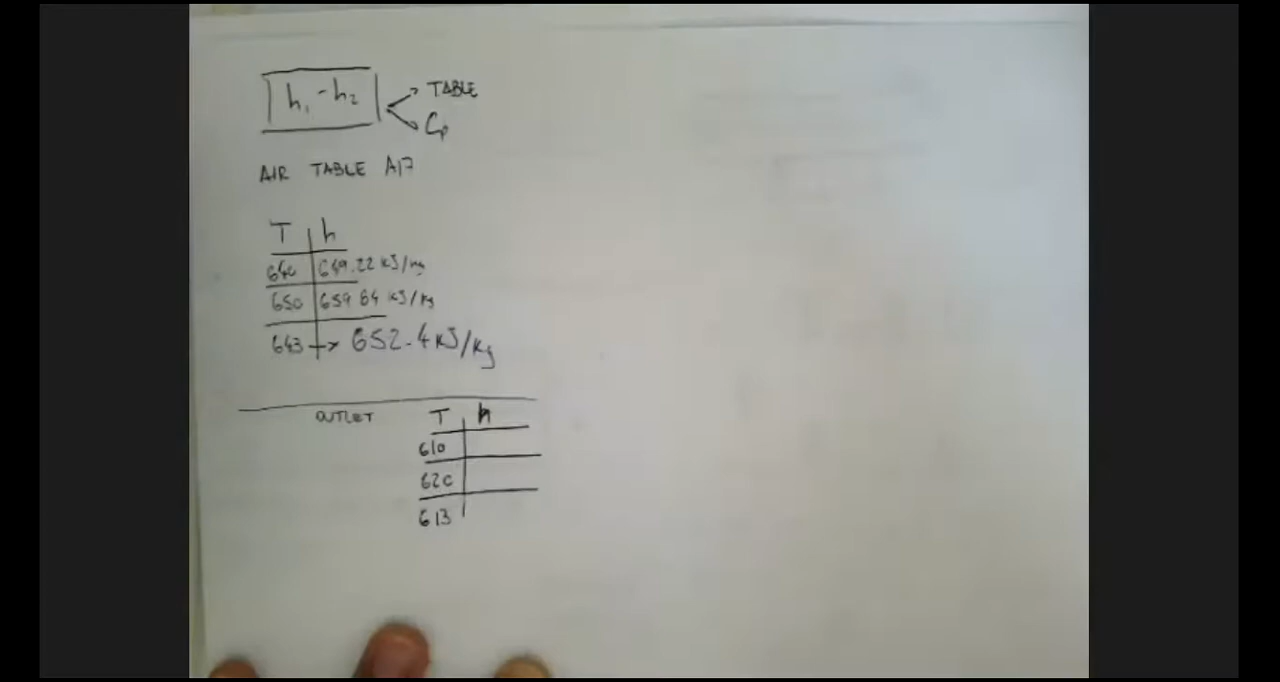 h₁ - h₂
TABLE
Cp
AIR TABLE A17
T h
640 649.22 kJ/kg
650 659.84 kJ/kg
643 → 652.4 kJ/kg
OUTLET T h
610
620
613